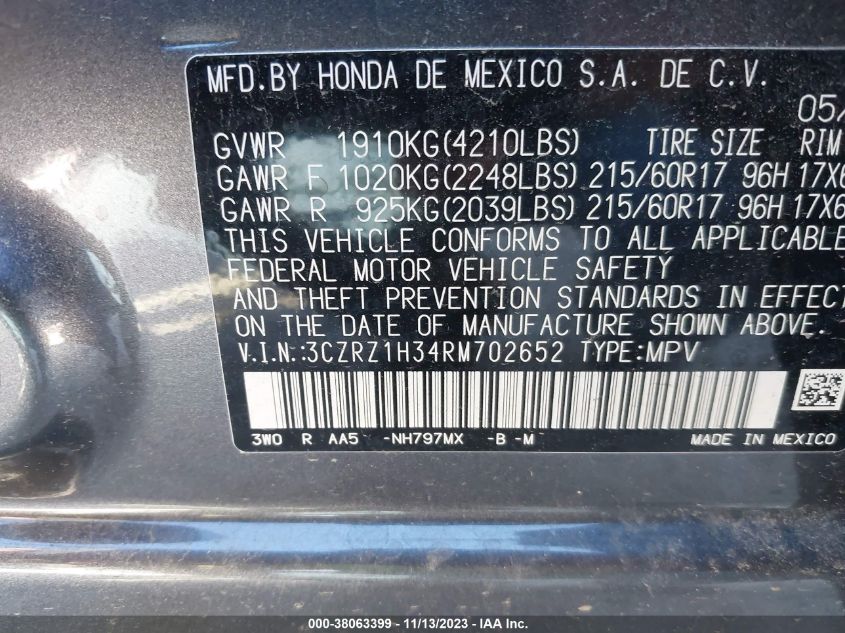 MFD.BY HONDA DE MEXICO S.A. DE C.V.
05/
GVWR 1910KG(4210LBS) TIRE SIZE RIM
GAWR F 1020KG(2248LBS) 215/60R17 96H 17X6
GAWR R 925KG(2039LBS) 215/60R17 96H 17X6
THIS VEHICLE CONFORMS TO ALL APPLICABLE
FEDERAL MOTOR VEHICLE SAFETY
AND THEFT PREVENTION STANDARDS IN EFFECT
ON THE DATE OF MANUFACTURE SHOWN ABOVE.
V.I.N.:3CZRZ1H34RM702652 TYPE:MPV
3W0 R AA5 -NH797MX -B -M MADE IN MEXICO
000-38063399 - 11/13/2023 - IAAI.COM